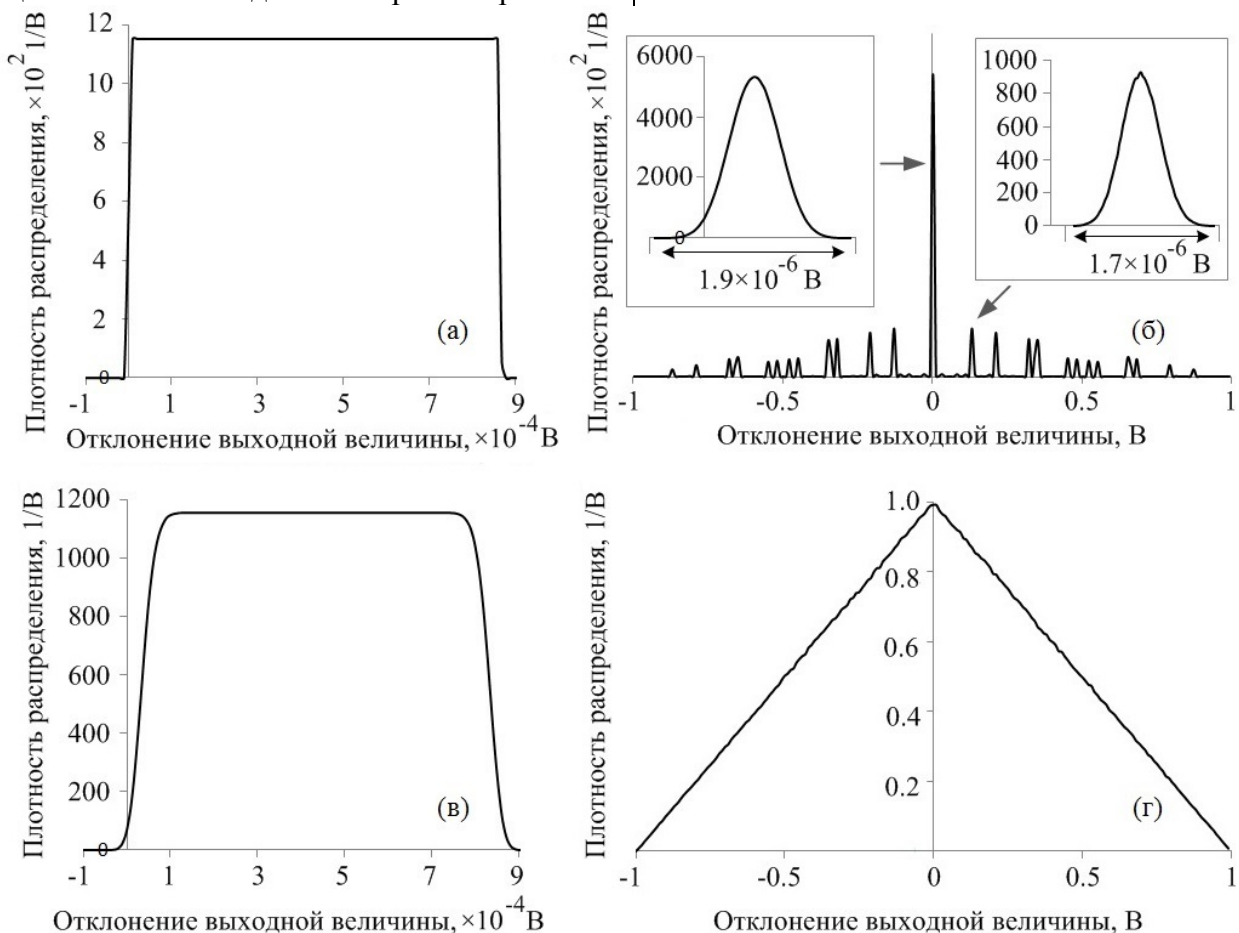 Плотность распределения, ×10² 1/В
12
10
8
6
4
2
0
-1 1 3 5 7 9
(а)
Отклонение выходной величины, ×10⁻⁴ В
Плотность распределения, ×10² 1/В
6000
4000
2000
0
1.9×10⁻⁶ В
1000
800
600
400
200
0
1.7×10⁻⁶ В
(б)
-1 -0.5 0 0.5 1
Отклонение выходной величины, В
Плотность распределения, 1/В
1200
1000
800
600
400
200
0
-1 1 3 5 7 9
(в)
Отклонение выходной величины, ×10⁻⁴ В
Плотность распределения, 1/В
1.0
0.8
0.6
0.4
0.2
(г)
-1 -0.5 0 0.5 1
Отклонение выходной величины, В